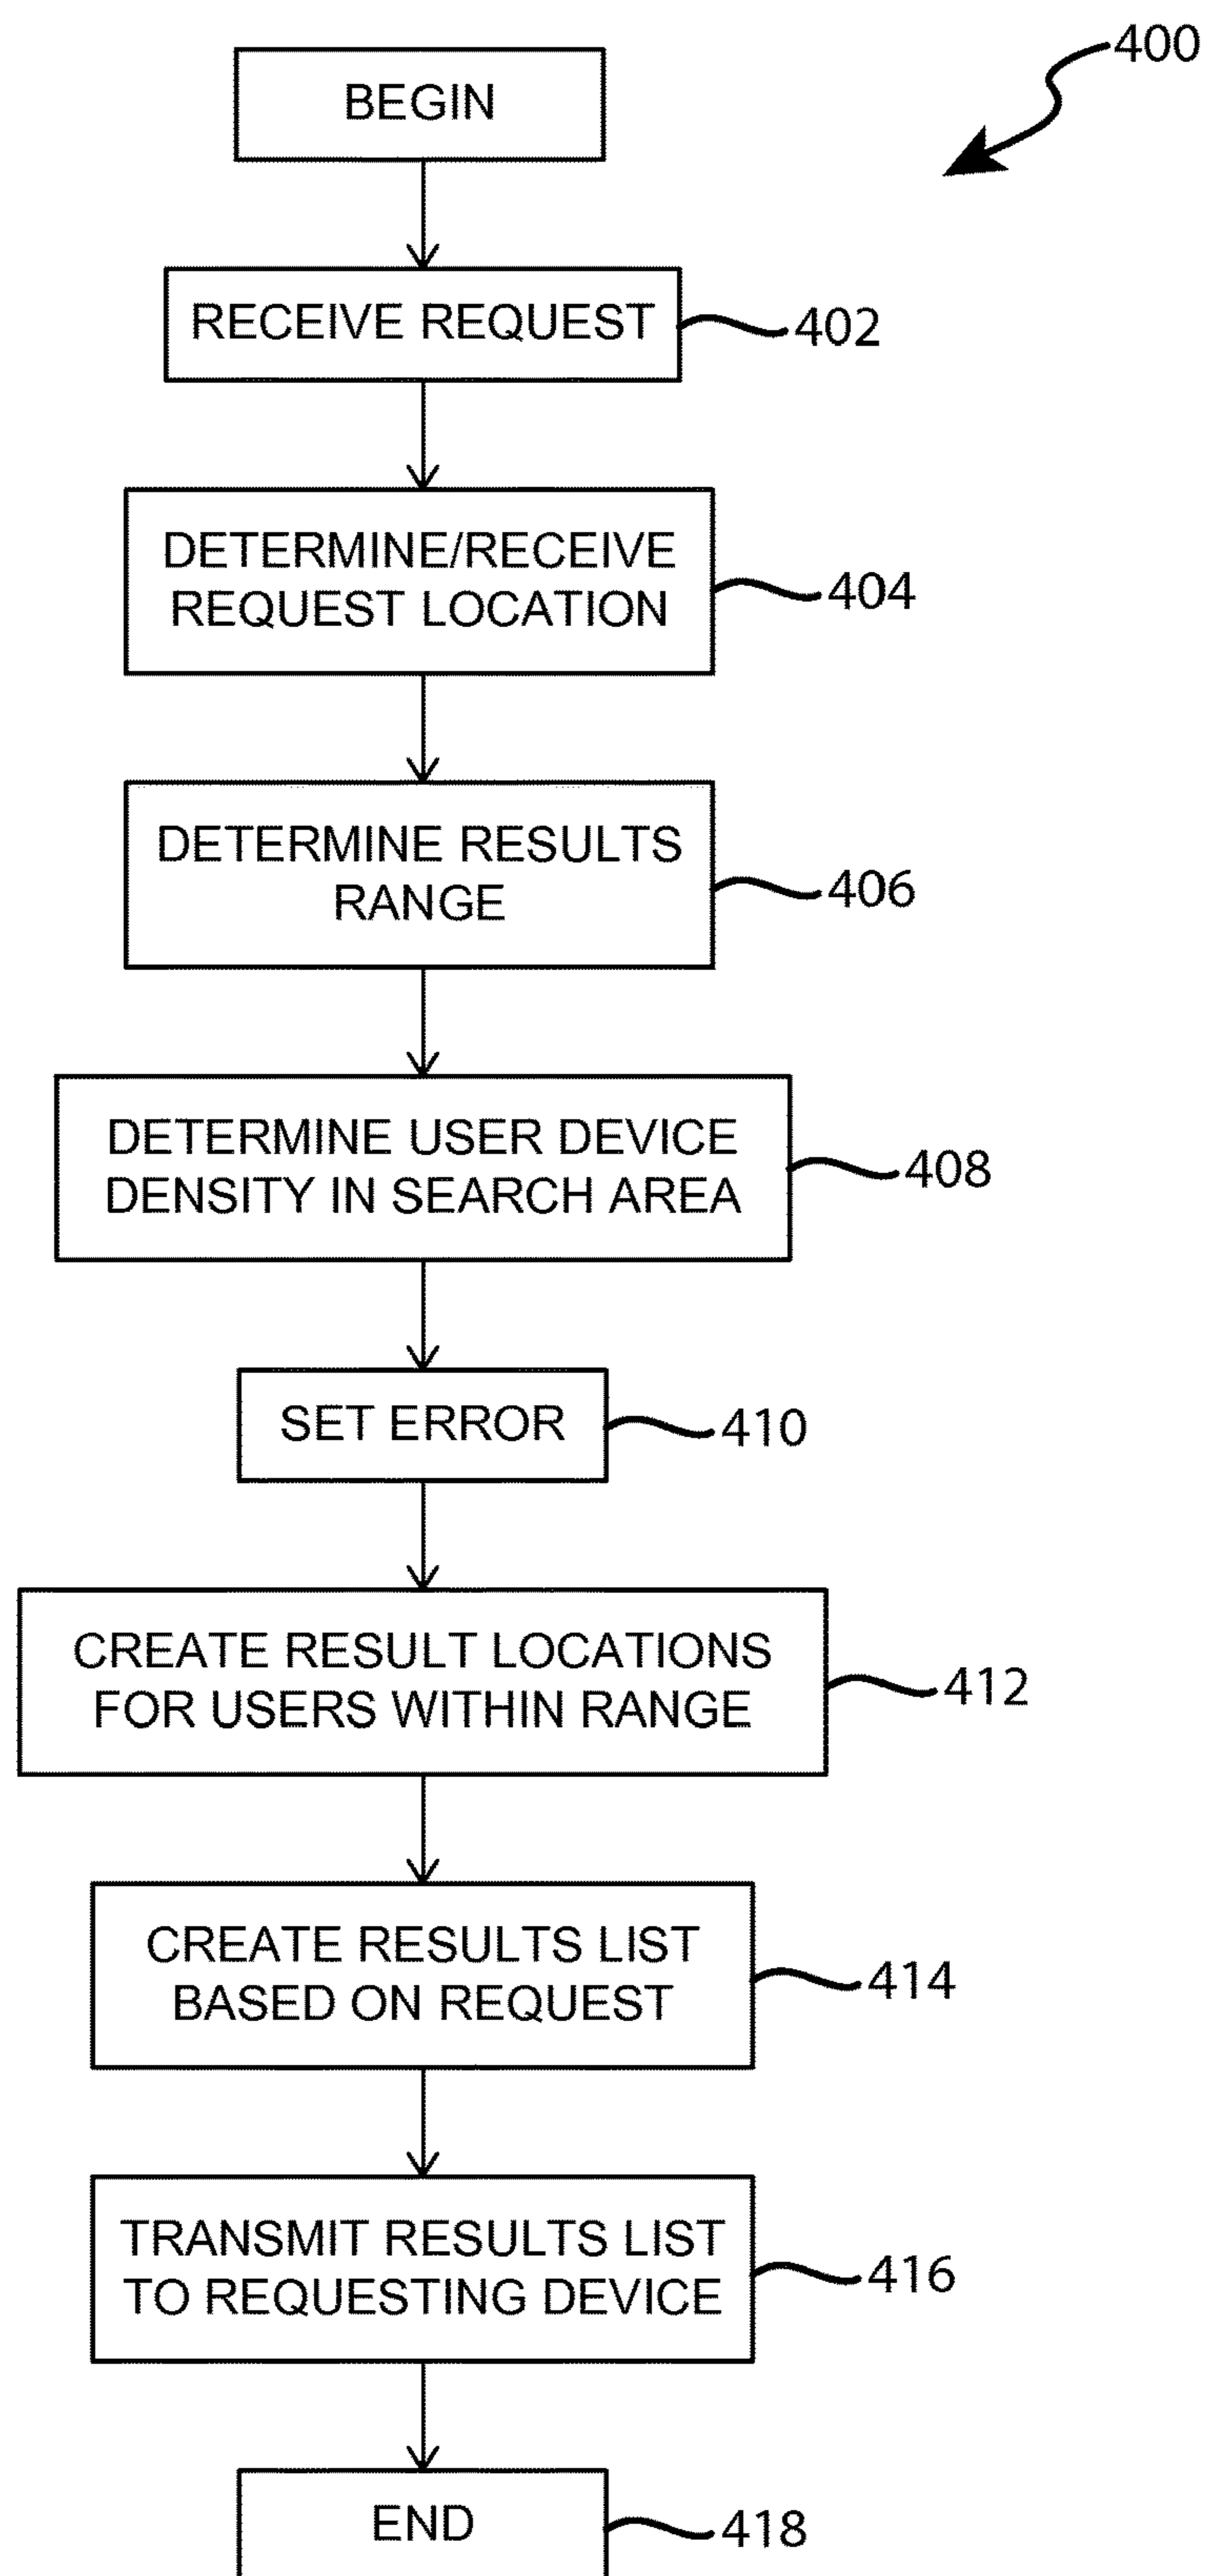 400
BEGIN
RECEIVE REQUEST
402
DETERMINE/RECEIVE
REQUEST LOCATION
404
DETERMINE RESULTS
RANGE
406
DETERMINE USER DEVICE
DENSITY IN SEARCH AREA
408
SET ERROR
410
CREATE RESULT LOCATIONS
FOR USERS WITHIN RANGE
412
CREATE RESULTS LIST
BASED ON REQUEST
414
TRANSMIT RESULTS LIST
TO REQUESTING DEVICE
416
END
418